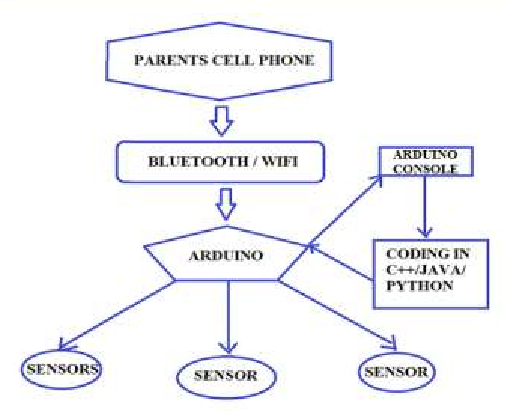 PARENTS CELL PHONE
BLUETOOTH / WIFI
ARDUINO
CONSOLE
ARDUINO
CODING IN
C++/JAVA/
PYTHON
SENSORS
SENSOR
SENSOR